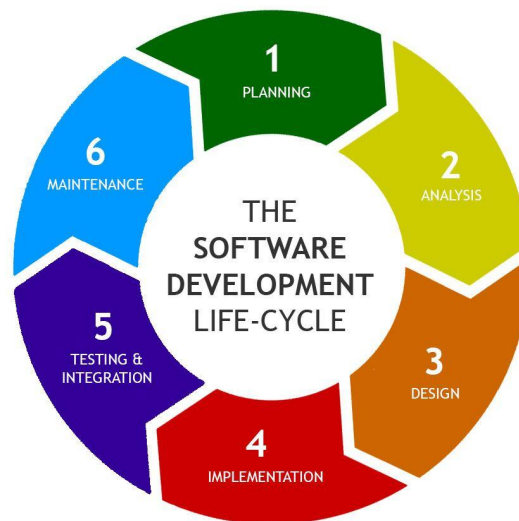 1
PLANNING
2
ANALYSIS
3
DESIGN
4
IMPLEMENTATION
5
TESTING &
INTEGRATION
6
MAINTENANCE
THE
SOFTWARE
DEVELOPMENT
LIFE-CYCLE